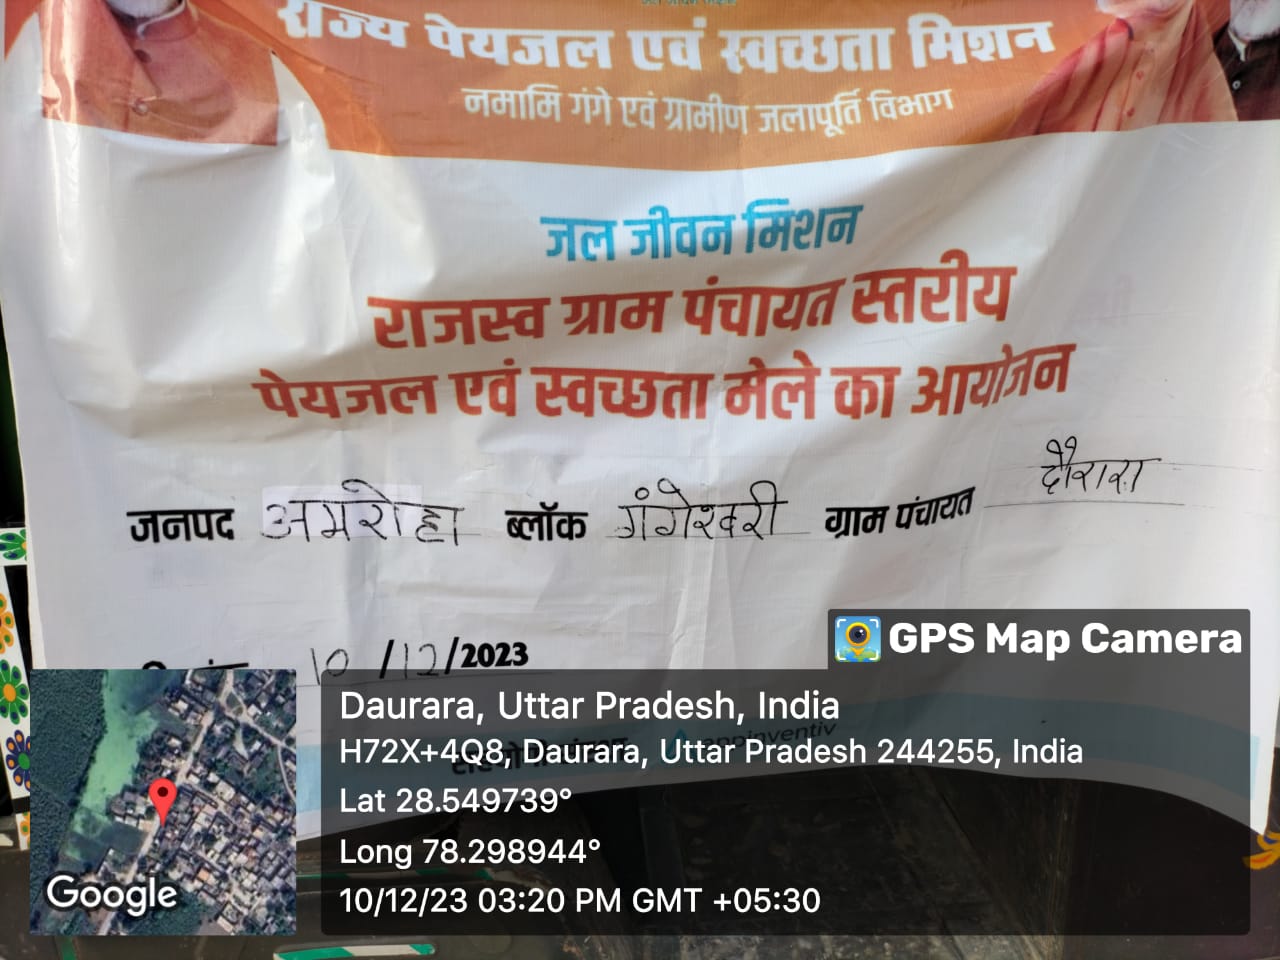 राज्य पेयजल एवं स्वच्छता मिशन
नमामि गंगे एवं ग्रामीण जलापूर्ति विभाग
जल जीवन मिशन
राजस्व ग्राम पंचायत स्तरीय
पेयजल एवं स्वच्छता मेले का आयोजन
जनपद अमरोहा ब्लॉक गंगेश्वरी ग्राम पंचायत दौरारा
10/12/2023
GPS Map Camera
appinventiv
Daurara, Uttar Pradesh, India
H72X+4Q8, Daurara, Uttar Pradesh 244255, India
Lat 28.549739°
Long 78.298944°
10/12/23 03:20 PM GMT +05:30
Google